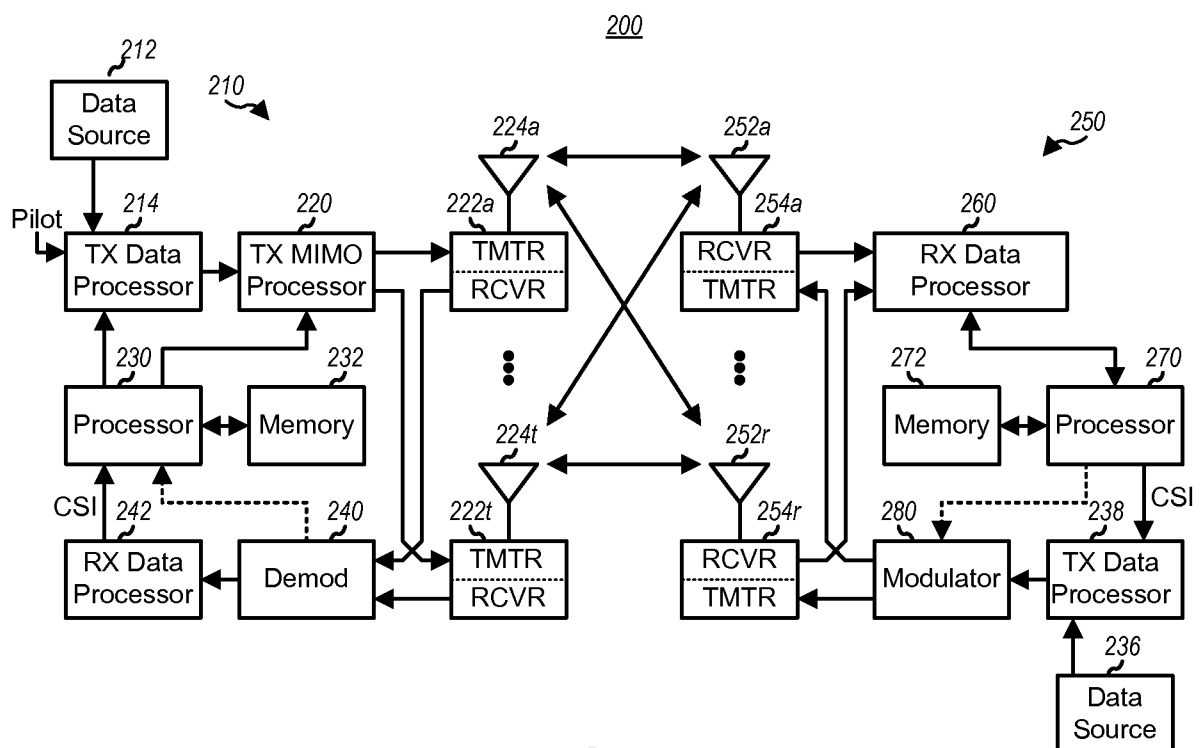 200
212
Data
Source
210
224a
252a
250
Pilot
214
TX Data
Processor
220
TX MIMO
Processor
222a
TMTR
RCVR
254a
RCVR
TMTR
260
RX Data
Processor
230
Processor
232
Memory
272
Memory
270
Processor
224t
252r
CSI
CSI
242
RX Data
Processor
240
Demod
222t
TMTR
RCVR
254r
RCVR
TMTR
280
Modulator
238
TX Data
Processor
236
Data
Source